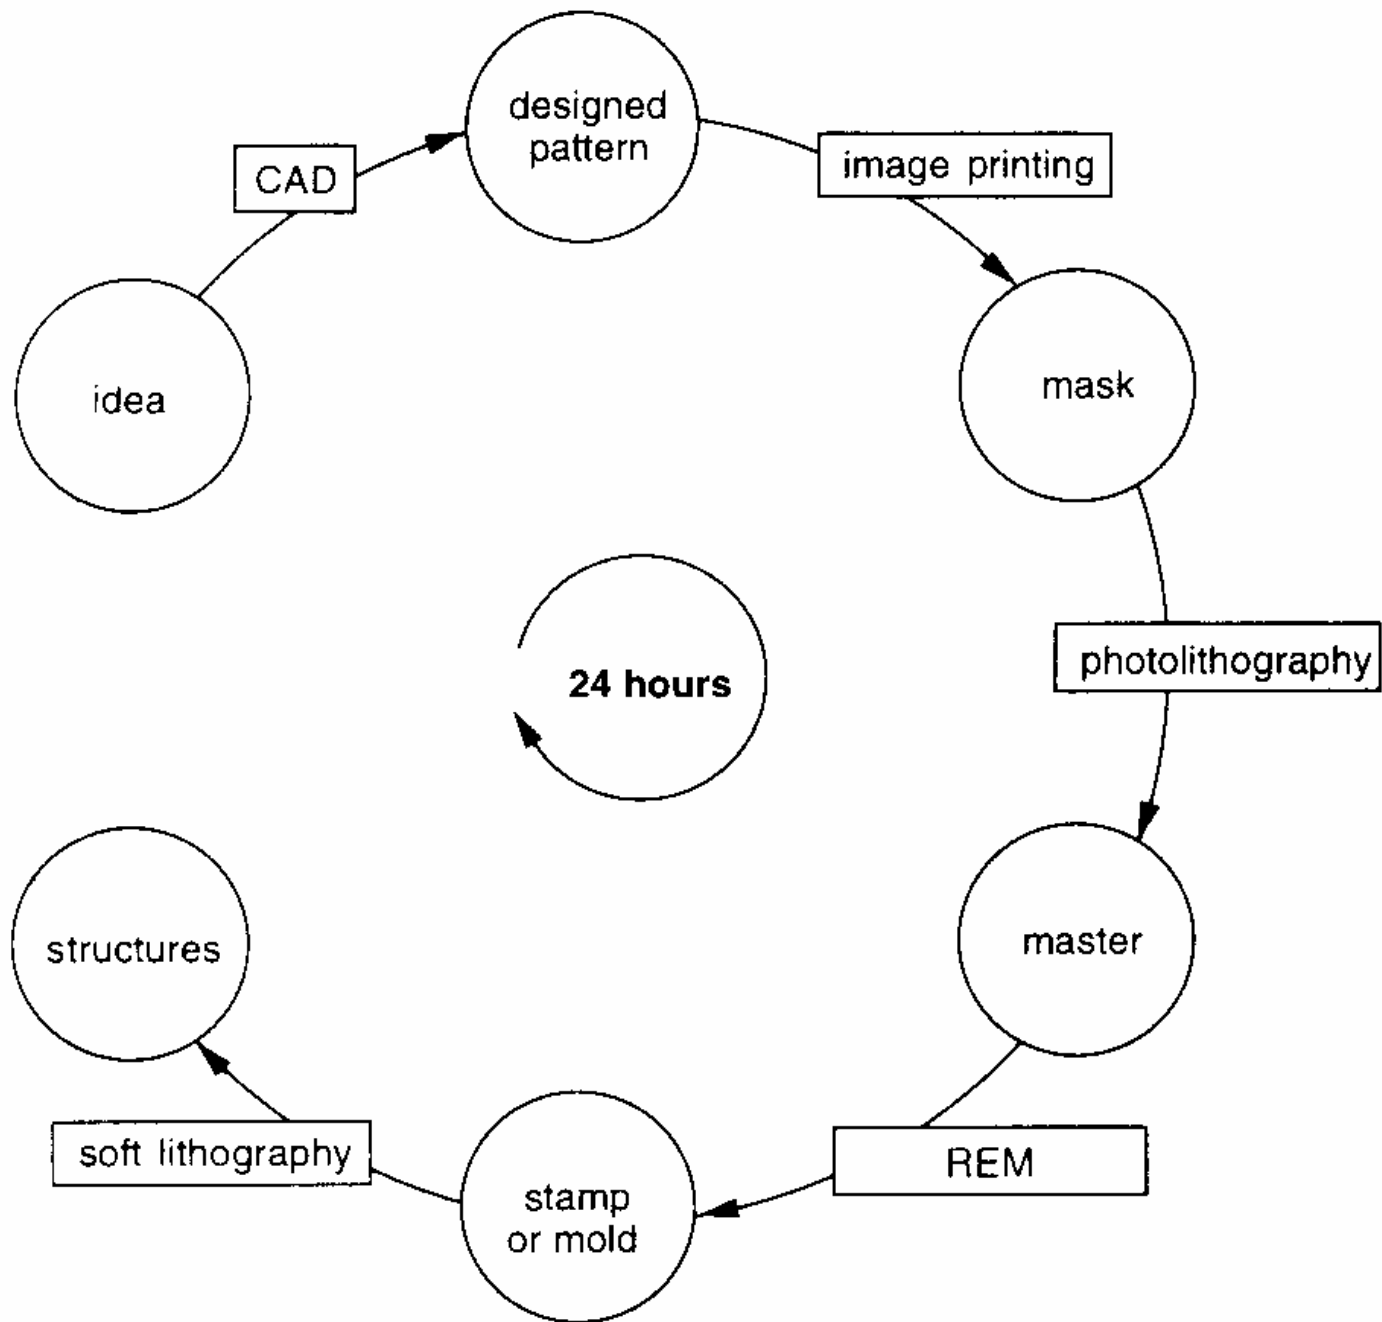 designed
pattern
CAD
image printing
idea
mask
24 hours
photolithography
structures
master
soft lithography
stamp
or mold
REM